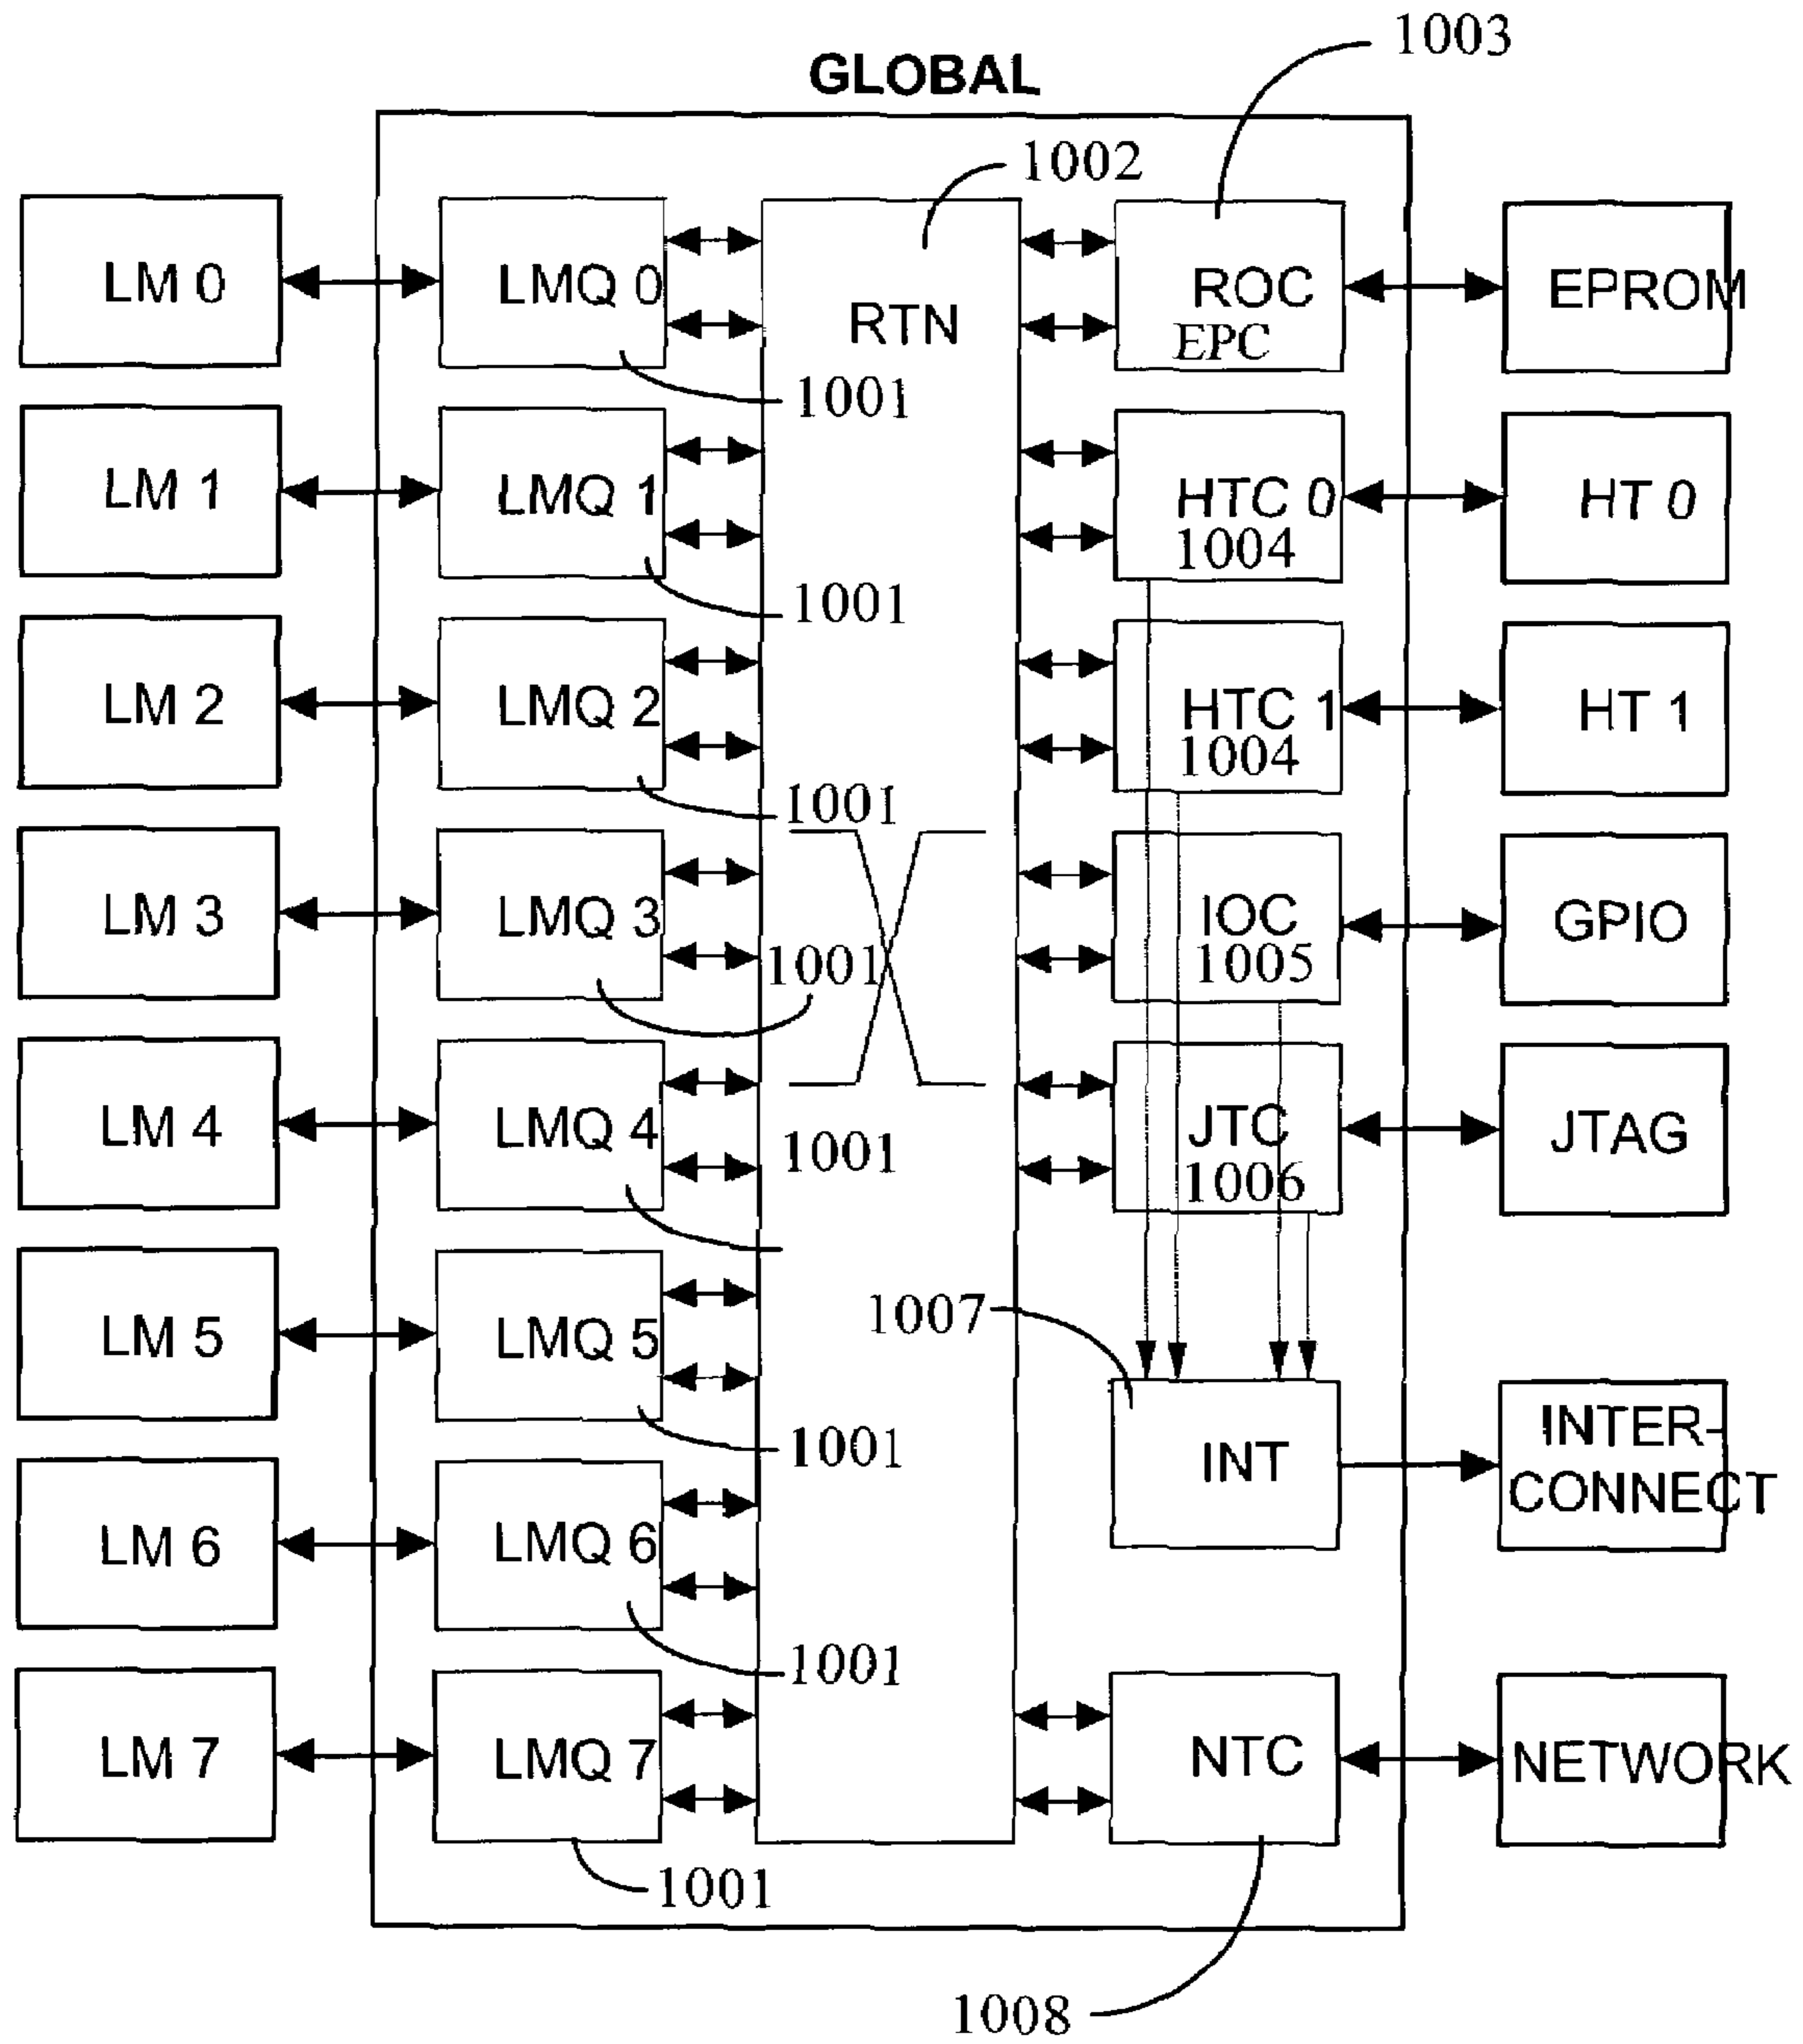 1003
GLOBAL
1002
LM 0
LMQ 0
RTN
ROC
EPC
EPROM
1001
LM 1
LMQ 1
HTC 0
1004
HT 0
1001
LM 2
LMQ 2
HTC 1
1004
HT 1
1001
LM 3
LMQ 3
1001
IOC
1005
GPIO
LM 4
LMQ 4
1001
JTC
1006
JTAG
LM 5
LMQ 5
1007
1001
LM 6
LMQ 6
INT
INTER-
CONNECT
1001
LM 7
LMQ 7
NTC
NETWORK
1001
1008